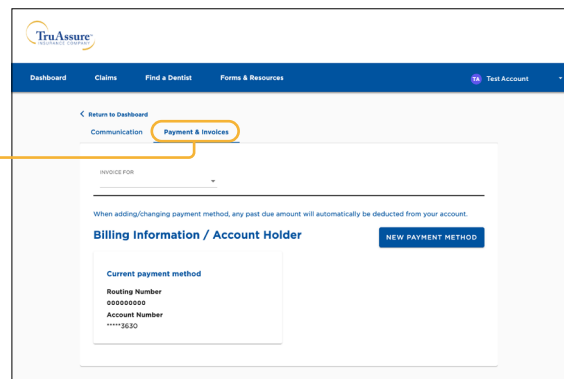 TruAssure
INSURANCE COMPANY
Dashboard Claims Find a Dentist Forms & Resources TA Test Account
Return to Dashboard
Communication Payment & Invoices
INVOICE FOR
When adding/changing payment method, any past due amount will automatically be deducted from your account.
Billing Information / Account Holder NEW PAYMENT METHOD
Current payment method
Routing Number
000000000
Account Number
*****3630